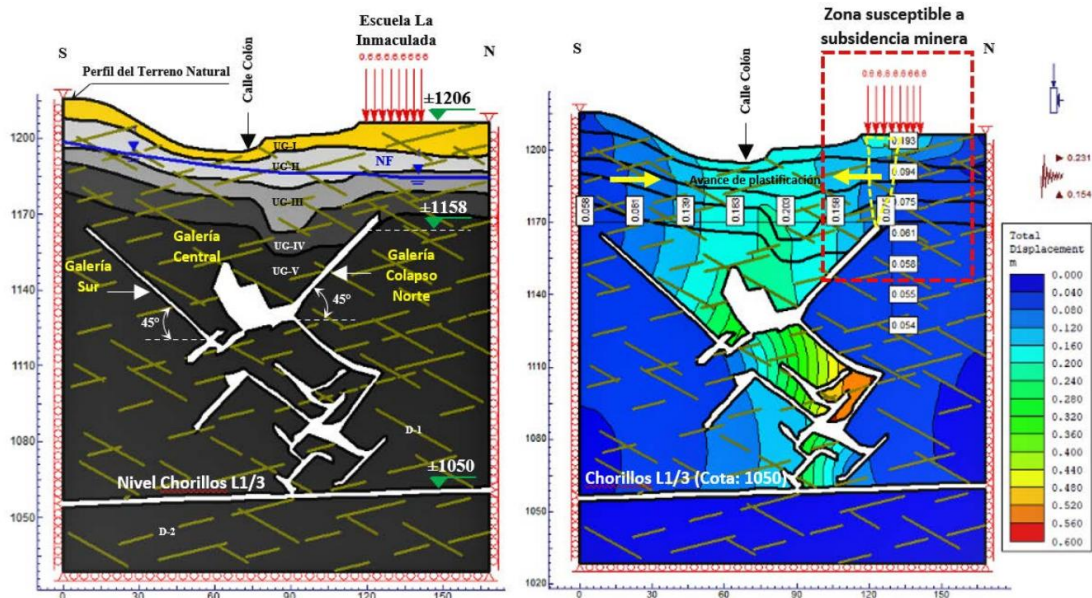 Escuela La
Inmaculada
S
N
Calle Colón
Perfil del Terreno Natural
±1206
1200
UG-I
UG-II
NF
UG-III
1170
±1158
UG-IV
Galería
Central
UG-V
Galería
Sur
Galería
Colapso
Norte
1140
45°
45°
1110
D-1
1080
±1050
Nivel Chorillos L1/3
1050
D-2
0
30
60
90
120
150
Zona susceptible a
subsidencia minera
S
N
Calle Colón
1200
0.193
Avance de plastificación
0.094
0.058
0.081
0.139
0.183
0.203
0.198
0.075
0.075
1170
0.061
0.058
1140
0.055
0.054
1110
1080
Chorillos L1/3 (Cota: 1050)
1050
1020
0
30
60
90
120
150
0.231
0.154
Total
Displacement
m
0.000
0.040
0.080
0.120
0.160
0.200
0.240
0.280
0.320
0.360
0.400
0.440
0.480
0.520
0.560
0.600